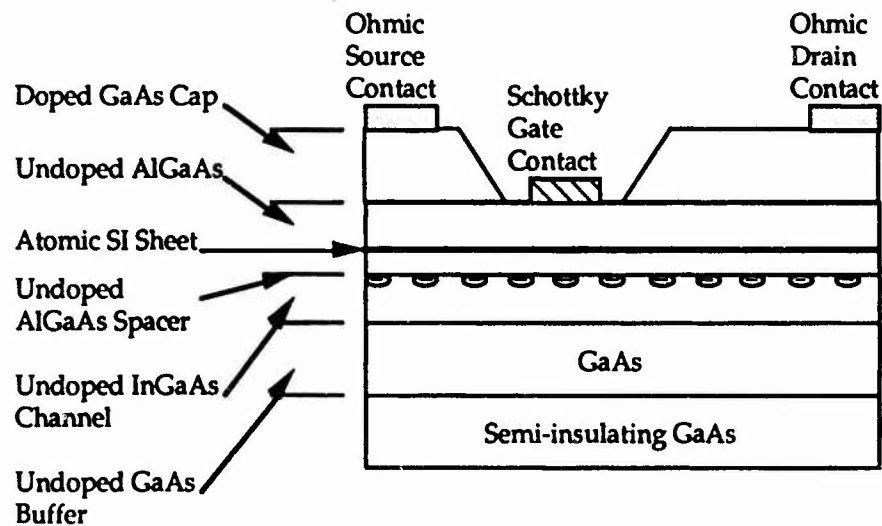 Ohmic
Source
Contact
Ohmic
Drain
Contact
Schottky
Gate
Contact
Doped GaAs Cap
Undoped AlGaAs
Atomic SI Sheet
Undoped
AlGaAs Spacer
Undoped InGaAs
Channel
Undoped GaAs
Buffer
GaAs
Semi-insulating GaAs